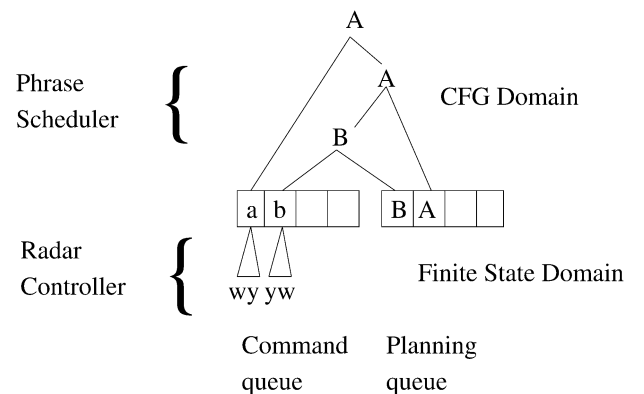 A
Phrase
Scheduler
{
A
CFG Domain
B
a b
B A
Radar
Controller
{
Finite State Domain
wy yw
Command
queue
Planning
queue